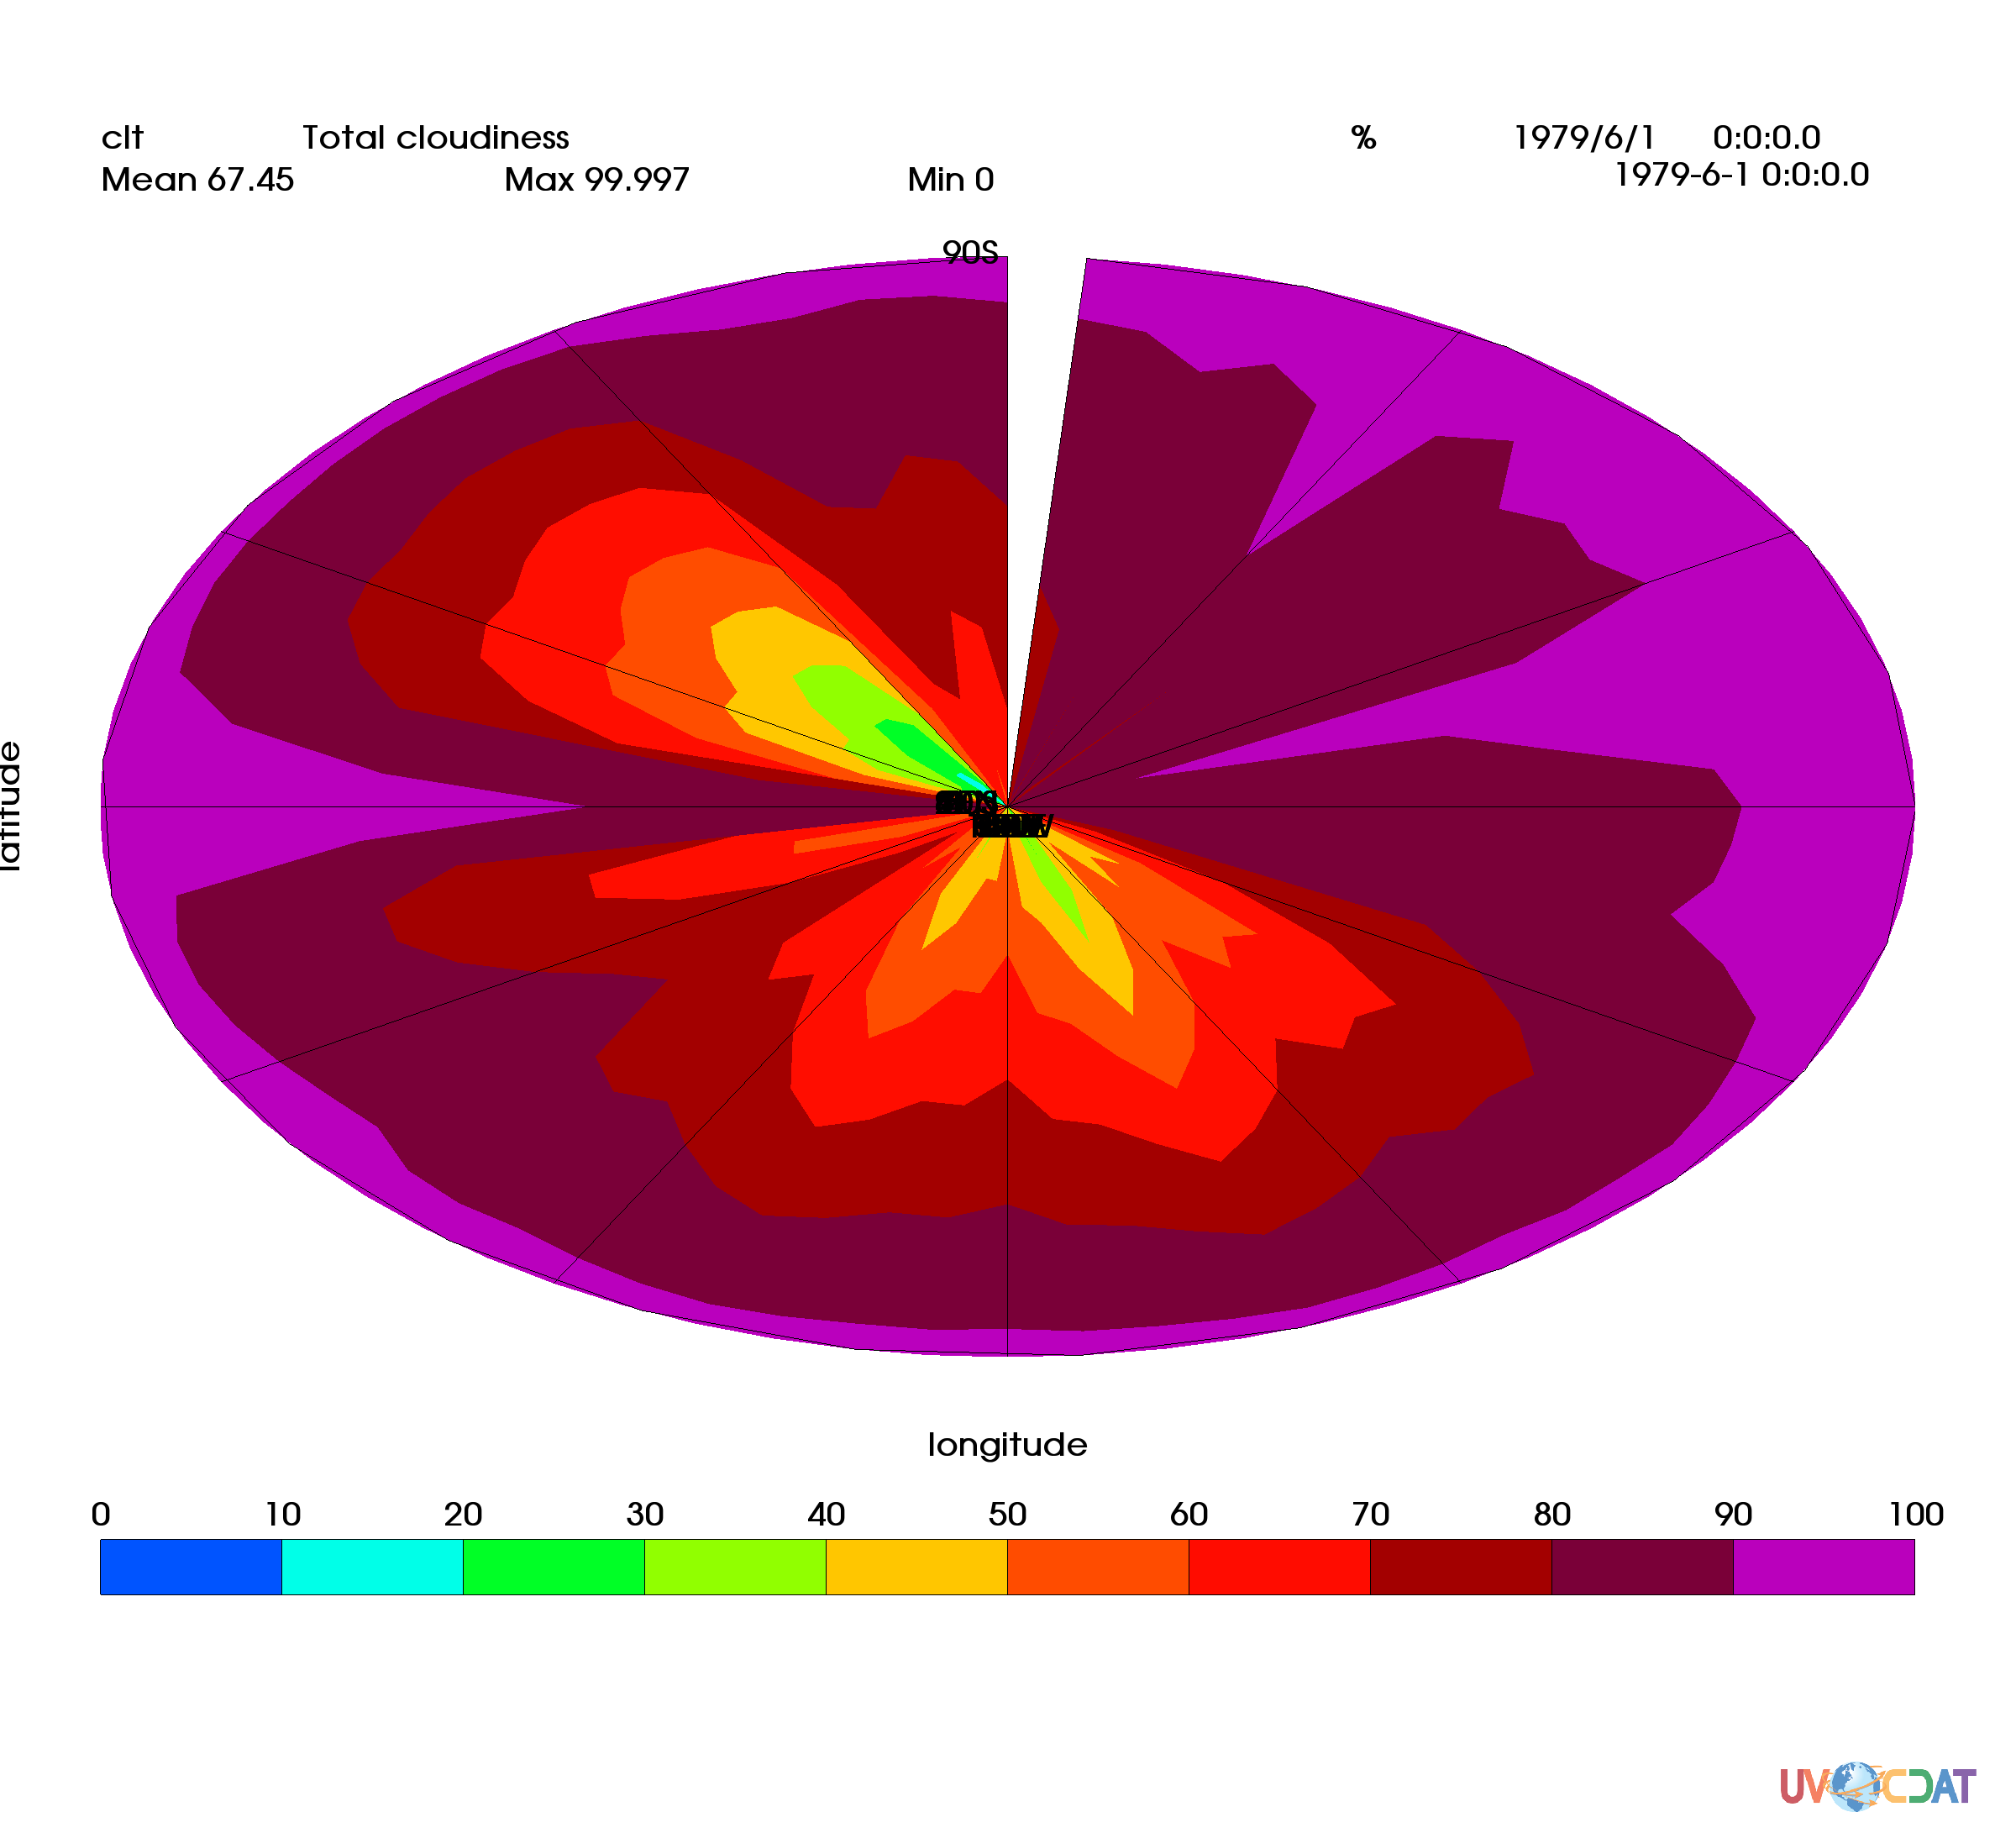 clt Total cloudiness % 1979/6/1 0:0:0.0
Mean 67.45 Max 99.997 Min 0 1979-6-1 0:0:0.0
90S
latitude
longitude
0 10 20 30 40 50 60 70 80 90 100
UV CDAT